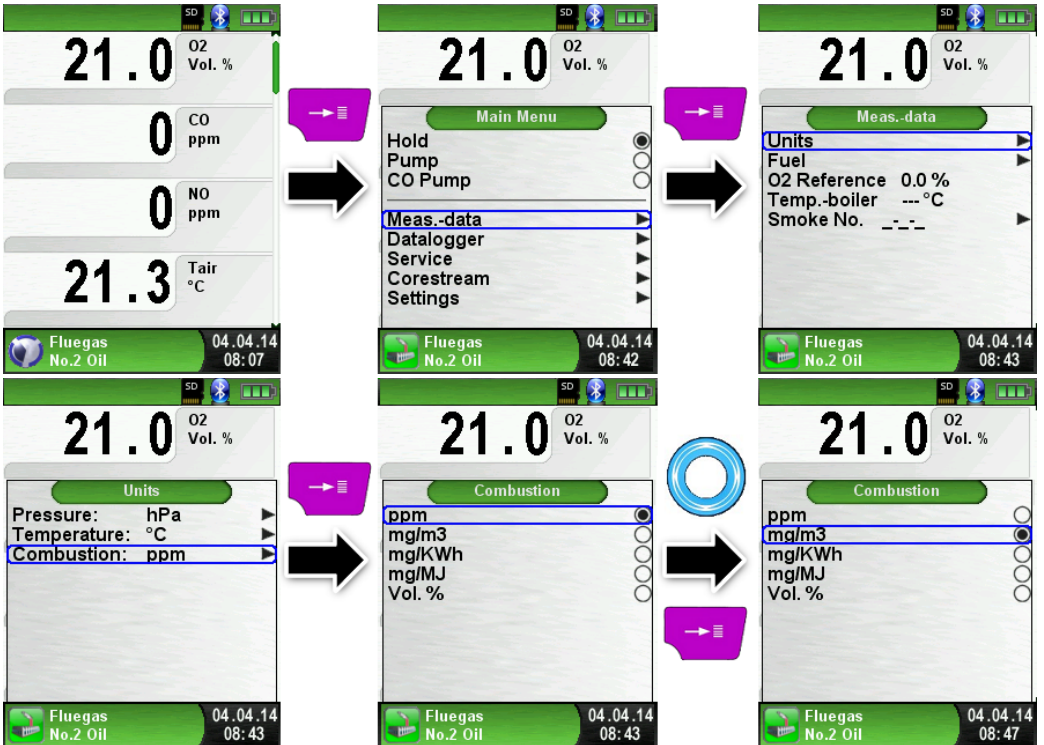 SD
21.0 O2 Vol. %
0 CO ppm
0 NO ppm
21.3 Tair °C
Fluegas 04.04.14
No.2 Oil 08:07
SD
21.0 O2 Vol. %
Main Menu
Hold
Pump
CO Pump
Meas.-data
Datalogger
Service
Corestream
Settings
Fluegas 04.04.14
No.2 Oil 08:42
SD
21.0 O2 Vol. %
Meas.-data
Units
Fuel
O2 Reference 0.0 %
Temp.-boiler --- °C
Smoke No. _-_-_
Fluegas 04.04.14
No.2 Oil 08:43
SD
21.0 O2 Vol. %
Units
Pressure: hPa
Temperature: °C
Combustion: ppm
Fluegas 04.04.14
No.2 Oil 08:43
SD
21.0 O2 Vol. %
Combustion
ppm
mg/m3
mg/KWh
mg/MJ
Vol. %
Fluegas 04.04.14
No.2 Oil 08:43
SD
21.0 O2 Vol. %
Combustion
ppm
mg/m3
mg/KWh
mg/MJ
Vol. %
Fluegas 04.04.14
No.2 Oil 08:47